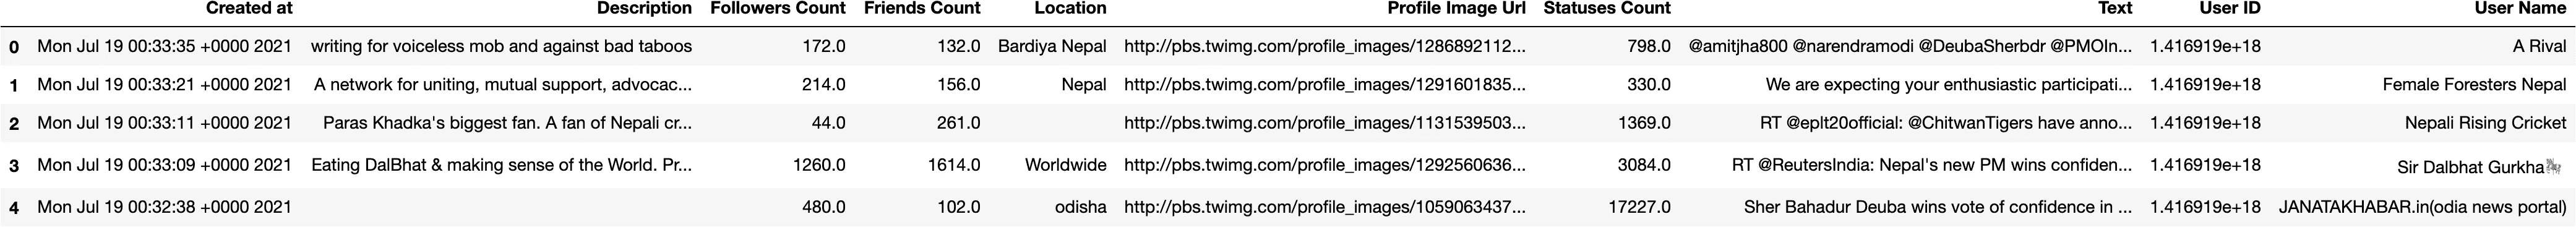 Created at Description Followers Count Friends Count Location Profile Image Url Statuses Count Text User ID User Name
0 Mon Jul 19 00:33:35 +0000 2021 writing for voiceless mob and against bad taboos 172.0 132.0 Bardiya Nepal http://pbs.twimg.com/profile_images/1286892112... 798.0 @amitjha800 @narendramodi @DeubaSherbdr @PMOIn... 1.416919e+18 A Rival
1 Mon Jul 19 00:33:21 +0000 2021 A network for uniting, mutual support, advocac... 214.0 156.0 Nepal http://pbs.twimg.com/profile_images/1291601835... 330.0 We are expecting your enthusiastic participati... 1.416919e+18 Female Foresters Nepal
2 Mon Jul 19 00:33:11 +0000 2021 Paras Khadka's biggest fan. A fan of Nepali cr... 44.0 261.0 http://pbs.twimg.com/profile_images/1131539503... 1369.0 RT @eplt20official: @ChitwanTigers have anno... 1.416919e+18 Nepali Rising Cricket
3 Mon Jul 19 00:33:09 +0000 2021 Eating DalBhat & making sense of the World. Pr... 1260.0 1614.0 Worldwide http://pbs.twimg.com/profile_images/1292560636... 3084.0 RT @ReutersIndia: Nepal's new PM wins confiden... 1.416919e+18 Sir Dalbhat Gurkha
4 Mon Jul 19 00:32:38 +0000 2021 480.0 102.0 odisha http://pbs.twimg.com/profile_images/1059063437... 17227.0 Sher Bahadur Deuba wins vote of confidence in ... 1.416919e+18 JANATAKHABAR.in(odia news portal)